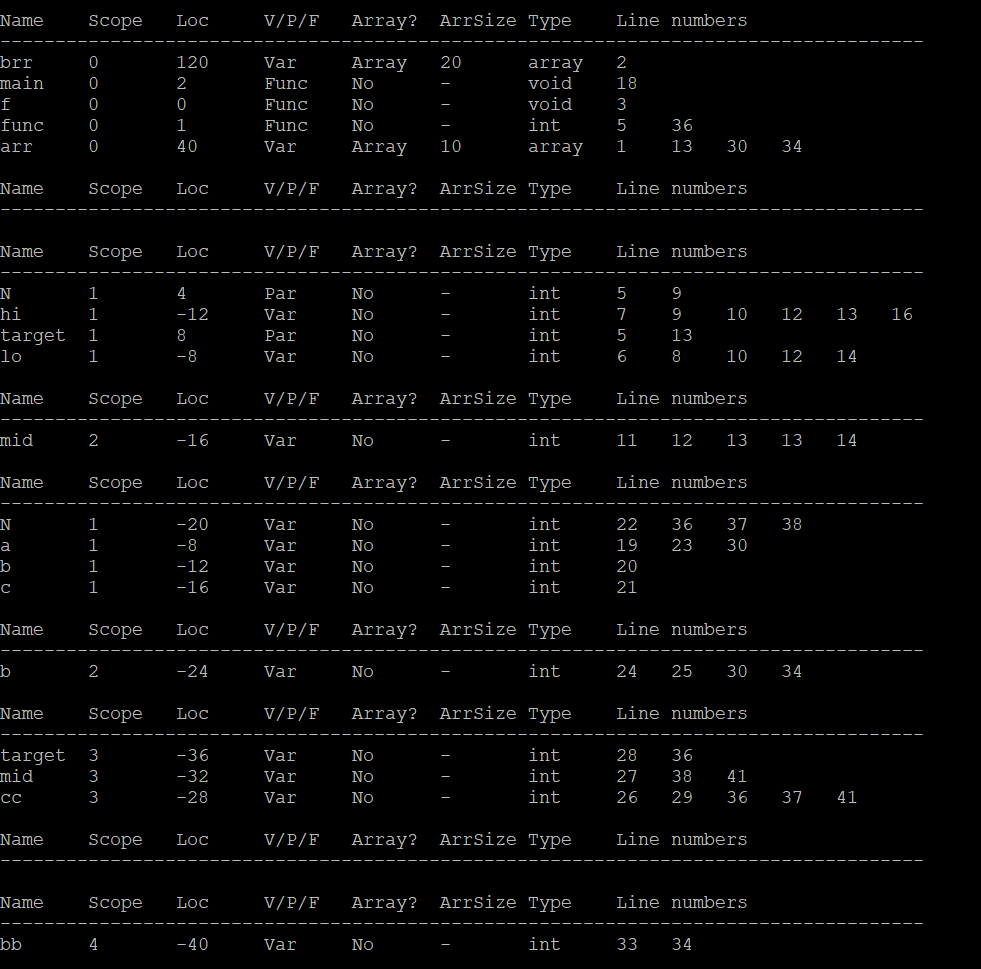 Name    Scope   Loc     V/P/F   Array?  ArrSize Type    Line numbers
------------------------------------------------------------------------------------
brr     0       120     Var     Array   20      array   2
main    0       2       Func    No      -       void    18
f       0       0       Func    No      -       void    3
func    0       1       Func    No      -       int     5    36
arr     0       40      Var     Array   10      array   1    13   30   34
Name    Scope   Loc     V/P/F   Array?  ArrSize Type    Line numbers
------------------------------------------------------------------------------------
Name    Scope   Loc     V/P/F   Array?  ArrSize Type    Line numbers
------------------------------------------------------------------------------------
N       1       4       Par     No      -       int     5    9
hi      1       -12     Var     No      -       int     7    9    10   12   13   16
target  1       8       Par     No      -       int     5    13
lo      1       -8      Var     No      -       int     6    8    10   12   14
Name    Scope   Loc     V/P/F   Array?  ArrSize Type    Line numbers
------------------------------------------------------------------------------------
mid     2       -16     Var     No      -       int     11   12   13   13   14
Name    Scope   Loc     V/P/F   Array?  ArrSize Type    Line numbers
------------------------------------------------------------------------------------
N       1       -20     Var     No      -       int     22   36   37   38
a       1       -8      Var     No      -       int     19   23   30
b       1       -12     Var     No      -       int     20
c       1       -16     Var     No      -       int     21
Name    Scope   Loc     V/P/F   Array?  ArrSize Type    Line numbers
------------------------------------------------------------------------------------
b       2       -24     Var     No      -       int     24   25   30   34
Name    Scope   Loc     V/P/F   Array?  ArrSize Type    Line numbers
------------------------------------------------------------------------------------
target  3       -36     Var     No      -       int     28   36
mid     3       -32     Var     No      -       int     27   38   41
cc      3       -28     Var     No      -       int     26   29   36   37   41
Name    Scope   Loc     V/P/F   Array?  ArrSize Type    Line numbers
------------------------------------------------------------------------------------
Name    Scope   Loc     V/P/F   Array?  ArrSize Type    Line numbers
------------------------------------------------------------------------------------
bb      4       -40     Var     No      -       int     33   34